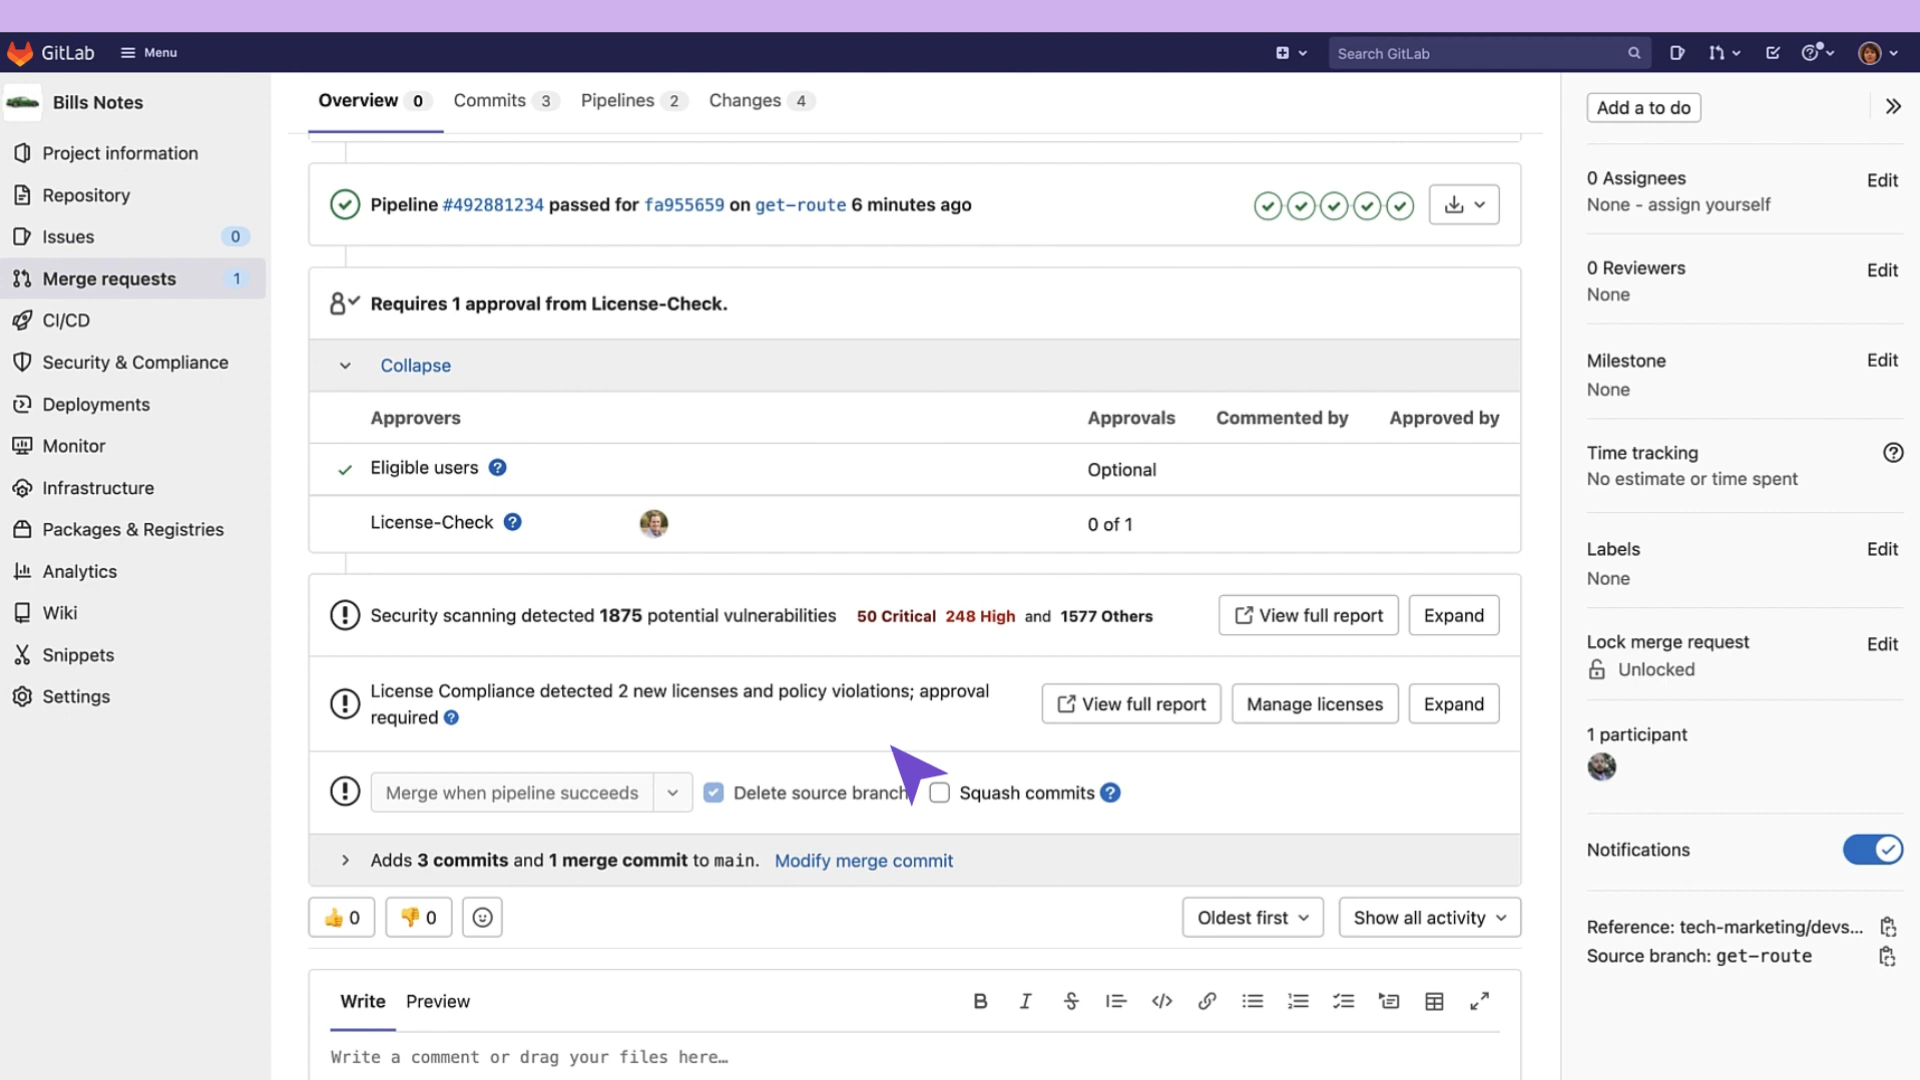 GitLab
Menu
Search GitLab
Bills Notes
Project information
Repository
Issues 0
Merge requests 1
CI/CD
Security & Compliance
Deployments
Monitor
Infrastructure
Packages & Registries
Analytics
Wiki
Snippets
Settings
Overview 0 Commits 3 Pipelines 2 Changes 4
Pipeline #492881234 passed for fa955659 on get-route 6 minutes ago
Requires 1 approval from License-Check.
Collapse
Approvers Approvals Commented by Approved by
Eligible users Optional
License-Check 0 of 1
Security scanning detected 1875 potential vulnerabilities 50 Critical 248 High and 1577 Others View full report Expand
License Compliance detected 2 new licenses and policy violations; approval
required
View full report Manage licenses Expand
Merge when pipeline succeeds Delete source branch Squash commits
Adds 3 commits and 1 merge commit to main. Modify merge commit
👍 0 👎 0
Oldest first Show all activity
Write Preview
Write a comment or drag your files here…
Add a to do
0 Assignees Edit
None - assign yourself
0 Reviewers Edit
None
Milestone Edit
None
Time tracking
No estimate or time spent
Labels Edit
None
Lock merge request Edit
Unlocked
1 participant
Notifications
Reference: tech-marketing/devs...
Source branch: get-route